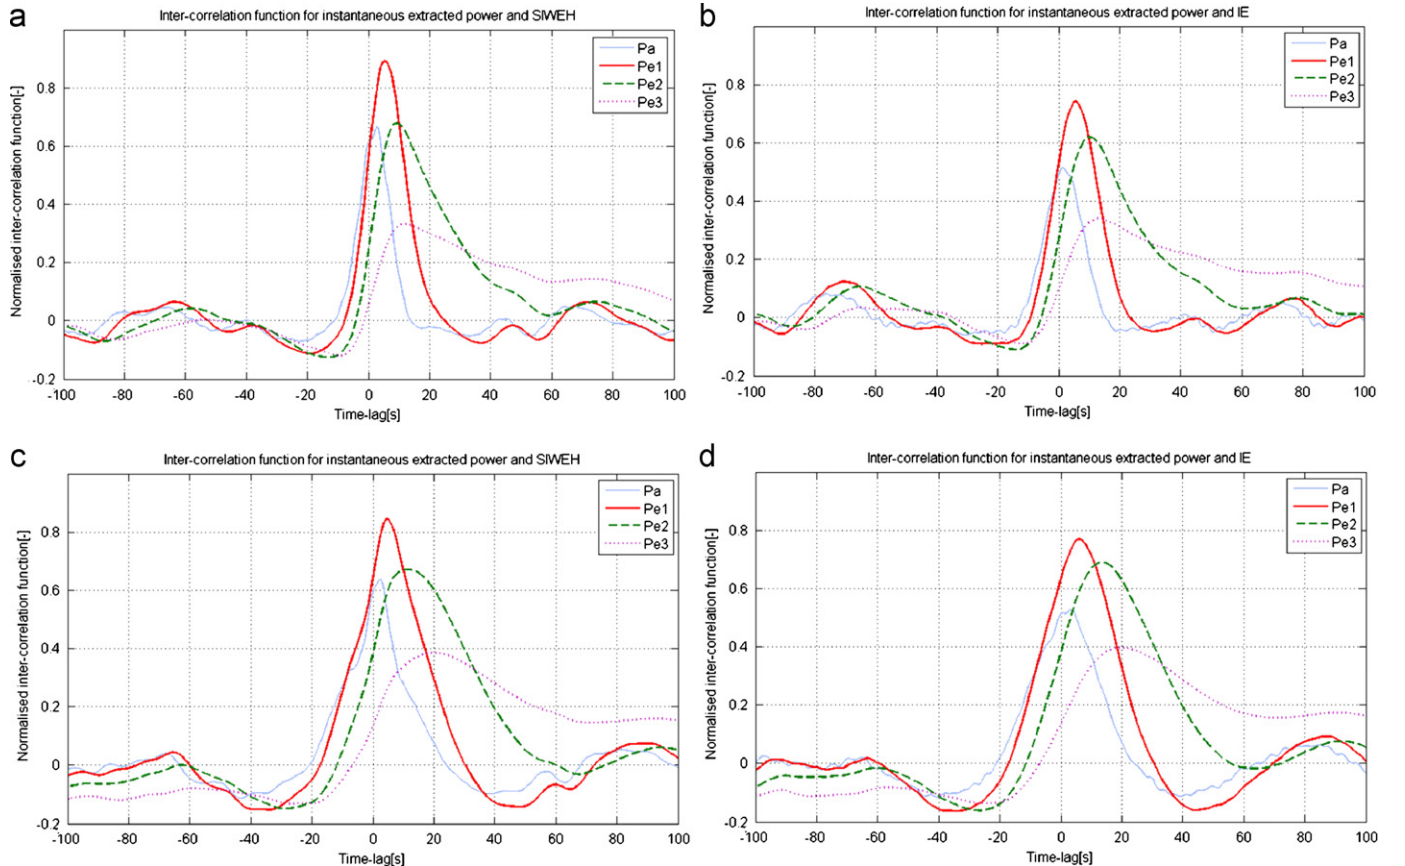 a
Inter-correlation function for instantaneous extracted power and SIWEH
Normalised inter-correlation function[-]
Pa
Pe1
Pe2
Pe3
0.8
0.6
0.4
0.2
0
-0.2
-100 -80 -60 -40 -20 0 20 40 60 80 100
Time-lag[s]
b
Inter-correlation function for instantaneous extracted power and IE
Normalised inter-correlation function[-]
Pa
Pe1
Pe2
Pe3
0.8
0.6
0.4
0.2
0
-0.2
-100 -80 -60 -40 -20 0 20 40 60 80 100
Time-lag[s]
c
Inter-correlation function for instantaneous extracted power and SIWEH
Normalised inter-correlation function[-]
Pa
Pe1
Pe2
Pe3
0.8
0.6
0.4
0.2
0
-0.2
-100 -80 -60 -40 -20 0 20 40 60 80 100
Time-lag[s]
d
Inter-correlation function for instantaneous extracted power and IE
Normalised inter-correlation function[-]
Pa
Pe1
Pe2
Pe3
0.8
0.6
0.4
0.2
0
-0.2
-100 -80 -60 -40 -20 0 20 40 60 80 100
Time-lag[s]